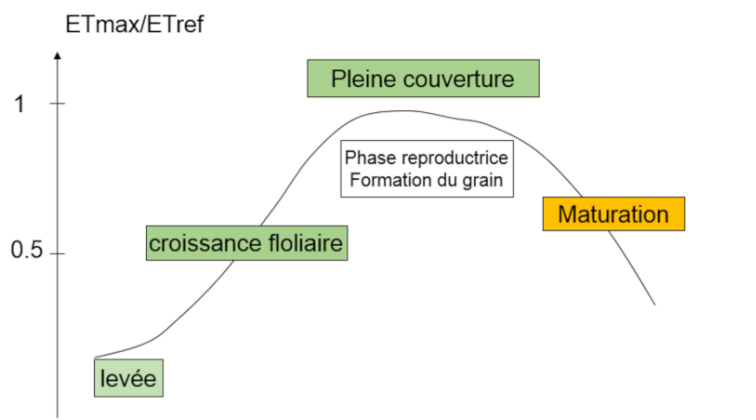 ETmax/ETref
Pleine couverture
1
Phase reproductrice
Formation du grain
Maturation
croissance floliaire
0.5
levée